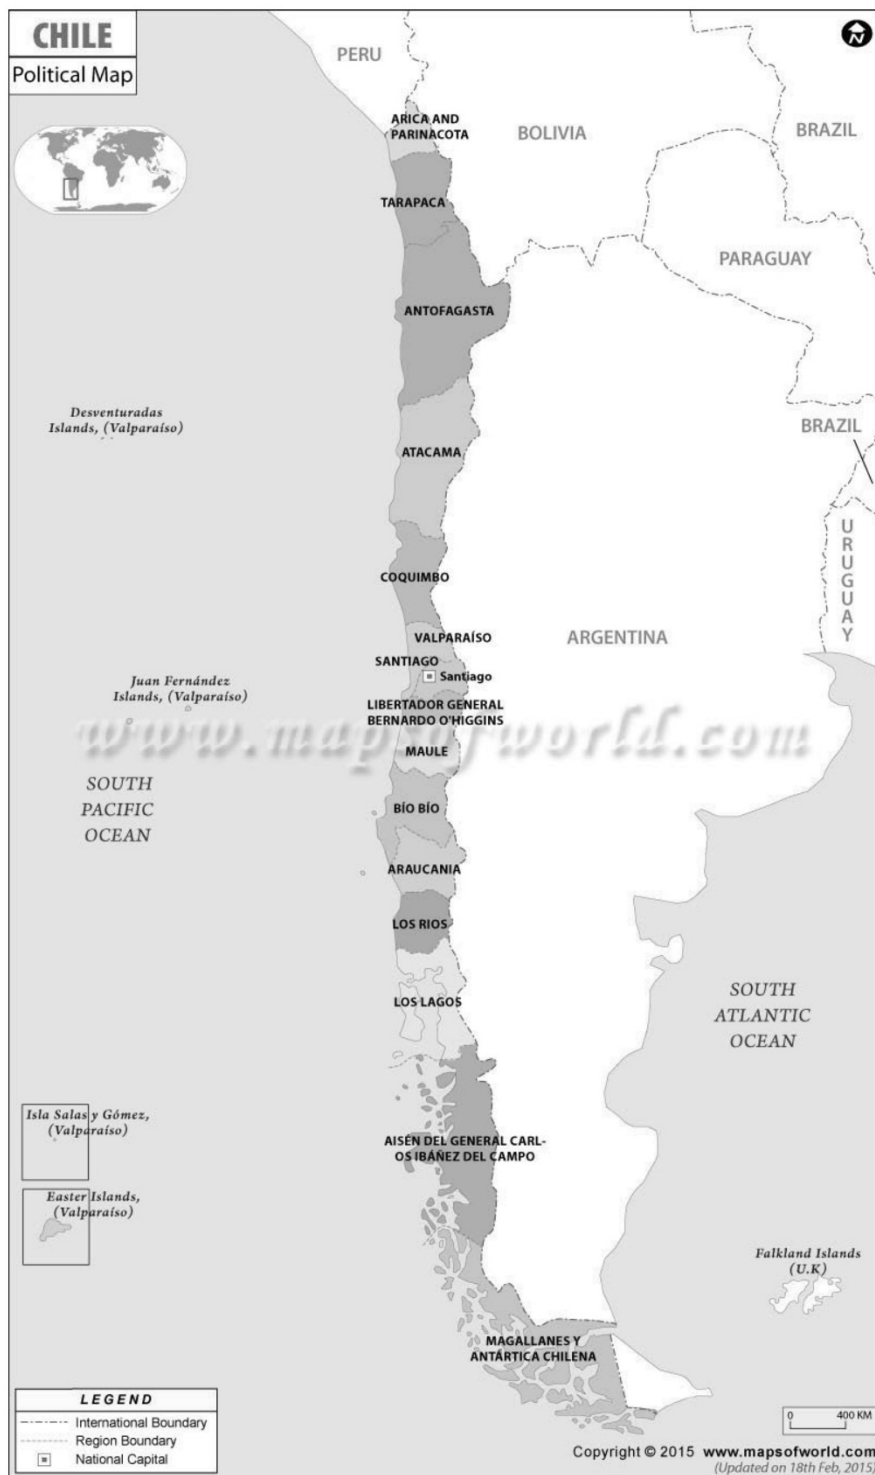 CHILE
Political Map
N
PERU
ARICA AND
PARINACOTA
BOLIVIA
BRAZIL
TARAPACA
PARAGUAY
ANTOFAGASTA
Desventuradas
Islands, (Valparaíso)
BRAZIL
ATACAMA
URUGUAY
COQUIMBO
VALPARAÍSO
ARGENTINA
SANTIAGO
Santiago
Juan Fernández
Islands, (Valparaíso)
LIBERTADOR GENERAL
BERNARDO O'HIGGINS
www.mapsofworld.com
MAULE
SOUTH
PACIFIC
OCEAN
BÍO BÍO
ARAUCANIA
LOS RIOS
LOS LAGOS
SOUTH
ATLANTIC
OCEAN
Isla Salas y Gómez,
(Valparaíso)
AISÉN DEL GENERAL CARL-
OS IBÁÑEZ DEL CAMPO
Easter Islands,
(Valparaíso)
Falkland Islands
(U.K)
MAGALLANES Y
ANTÁRTICA CHILENA
LEGEND
International Boundary
Region Boundary
National Capital
0 400 KM
Copyright © 2015 www.mapsofworld.com
(Updated on 18th Feb, 2015)